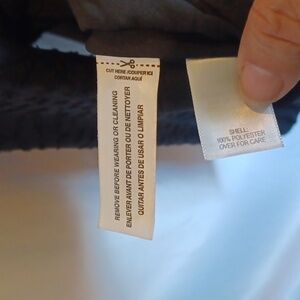 CUT HERE/COUPER ICI
CORTAR AQUÍ
REMOVE BEFORE WEARING OR CLEANING
ENLEVER AVANT DE PORTER OU DE NETTOYER
QUITAR ANTES DE USAR O LIMPIAR
SHELL:
100% POLYESTER
OVER FOR CARE